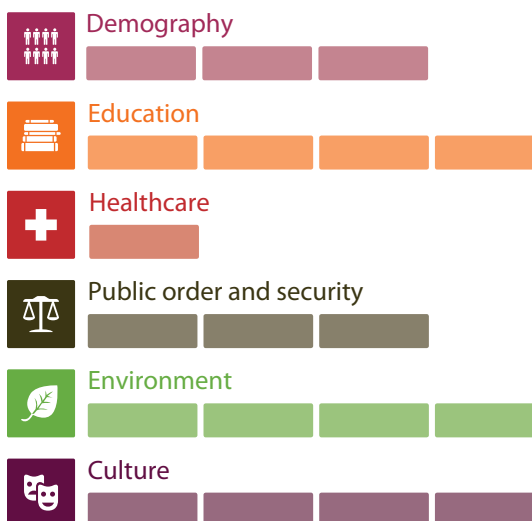 Demography
Education
Healthcare
Public order and security
Environment
Culture